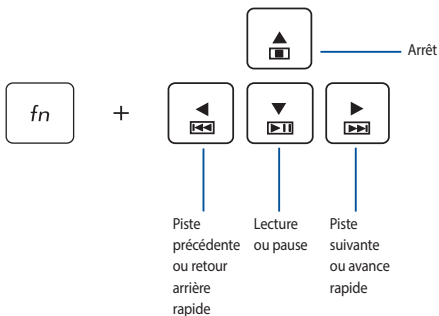 Arrêt
fn
+
Piste
précédente
ou retour
arrière
rapide
Lecture
ou pause
Piste
suivante
ou avance
rapide